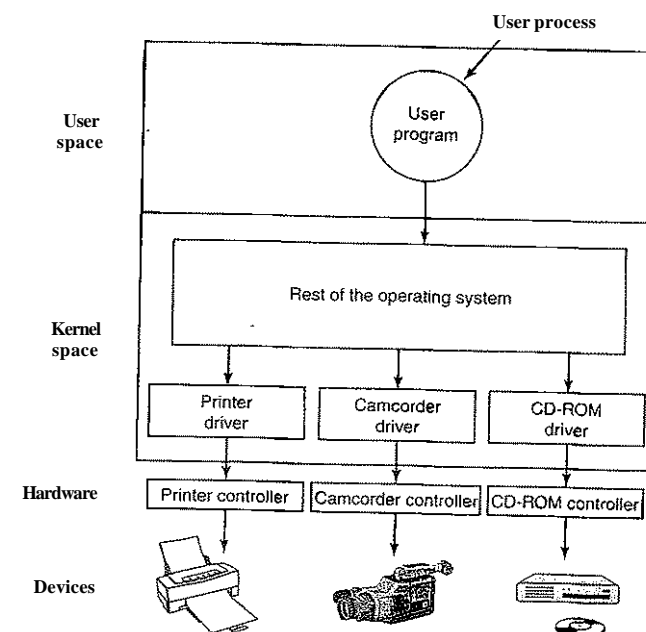 User process
User
program
User
space
Rest of the operating system
Kernel
space
Printer
driver
Camcorder
driver
CD-ROM
driver
Hardware
Printer controller
Camcorder controller
CD-ROM controller
Devices